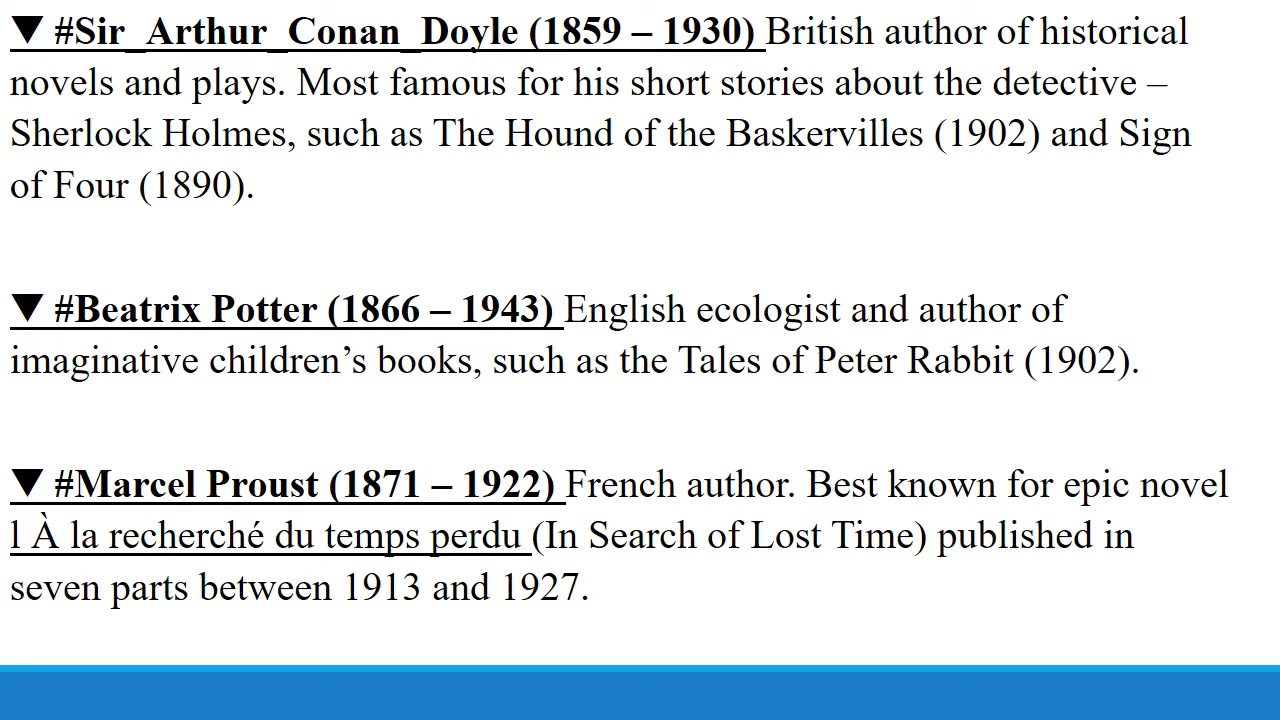 ▼ #Sir_Arthur_Conan_Doyle (1859 – 1930) British author of historical
novels and plays. Most famous for his short stories about the detective –
Sherlock Holmes, such as The Hound of the Baskervilles (1902) and Sign
of Four (1890).
▼ #Beatrix Potter (1866 – 1943) English ecologist and author of
imaginative children’s books, such as the Tales of Peter Rabbit (1902).
▼ #Marcel Proust (1871 – 1922) French author. Best known for epic novel
l À la recherché du temps perdu (In Search of Lost Time) published in
seven parts between 1913 and 1927.